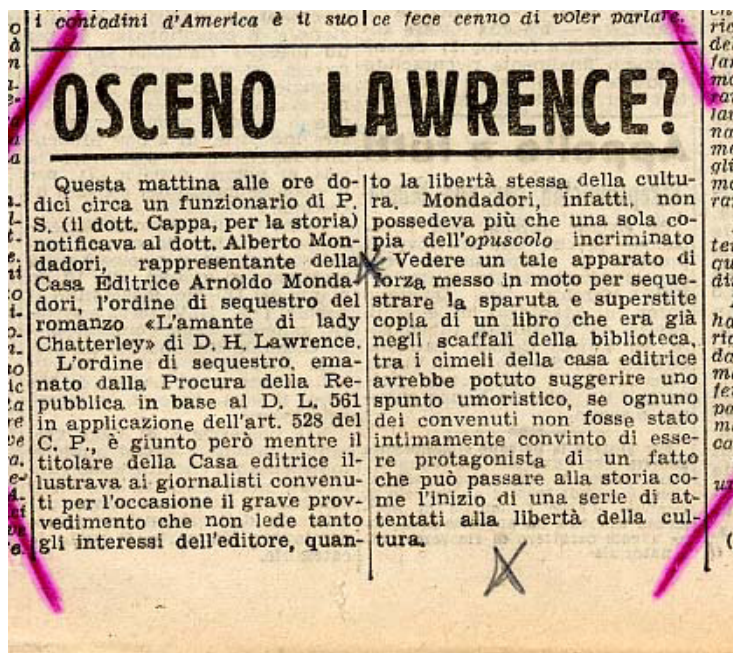 i contadini d'America è il suo
ce fece cenno di voler parlare.
OSCENO LAWRENCE?
Questa mattina alle ore do-
dici circa un funzionario di P.
S. (il dott. Cappa, per la storia)
notificava al dott. Alberto Mon-
dadori, rappresentante della
Casa Editrice Arnoldo Monda-
dori, l'ordine di sequestro del
romanzo «L'amante di lady
Chatterley» di D. H. Lawrence.
L'ordine di sequestro, ema-
nato dalla Procura della Re-
pubblica in base al D. L. 561
in applicazione dell'art. 528 del
C. P., è giunto però mentre il
titolare della Casa editrice il-
lustrava ai giornalisti convenu-
ti per l'occasione il grave prov-
vedimento che non lede tanto
gli interessi dell'editore, quan-
to la libertà stessa della cultu-
ra. Mondadori, infatti, non
possedeva più che una sola co-
pia dell'opuscolo incriminato
Vedere un tale apparato di
forza messo in moto per seque-
strare la sparuta e superstite
copia di un libro che era già
negli scaffali della biblioteca,
tra i cimeli della casa editrice
avrebbe potuto suggerire uno
spunto umoristico, se ognuno
dei convenuti non fosse stato
intimamente convinto di esse-
re protagonista di un fatto
che può passare alla storia co-
me l'inizio di una serie di at-
tentati alla libertà della cul-
tura.